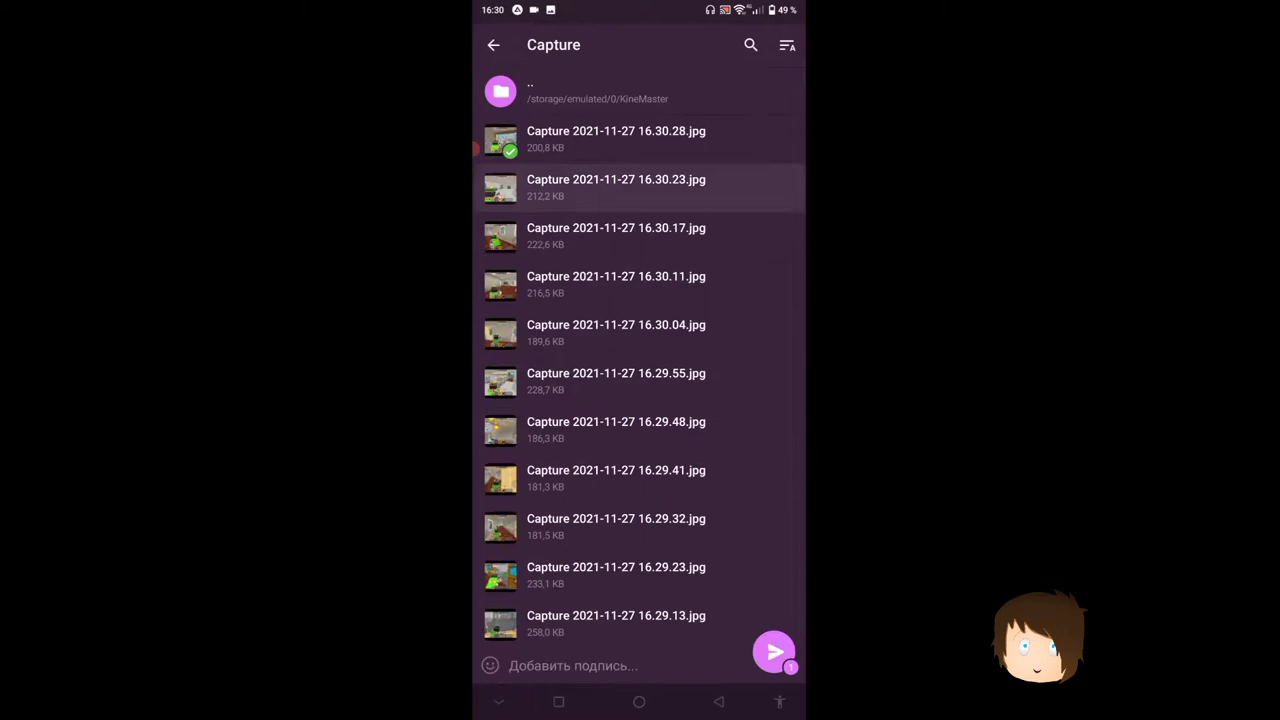 16:30 49 %
Capture
..
/storage/emulated/0/KineMaster
Capture 2021-11-27 16.30.28.jpg
200,8 KB
Capture 2021-11-27 16.30.23.jpg
212,2 KB
Capture 2021-11-27 16.30.17.jpg
222,6 KB
Capture 2021-11-27 16.30.11.jpg
216,5 KB
Capture 2021-11-27 16.30.04.jpg
189,6 KB
Capture 2021-11-27 16.29.55.jpg
228,7 KB
Capture 2021-11-27 16.29.48.jpg
186,3 KB
Capture 2021-11-27 16.29.41.jpg
181,3 KB
Capture 2021-11-27 16.29.32.jpg
181,5 KB
Capture 2021-11-27 16.29.23.jpg
233,1 KB
Capture 2021-11-27 16.29.13.jpg
258,0 KB
Добавить подпись...
1